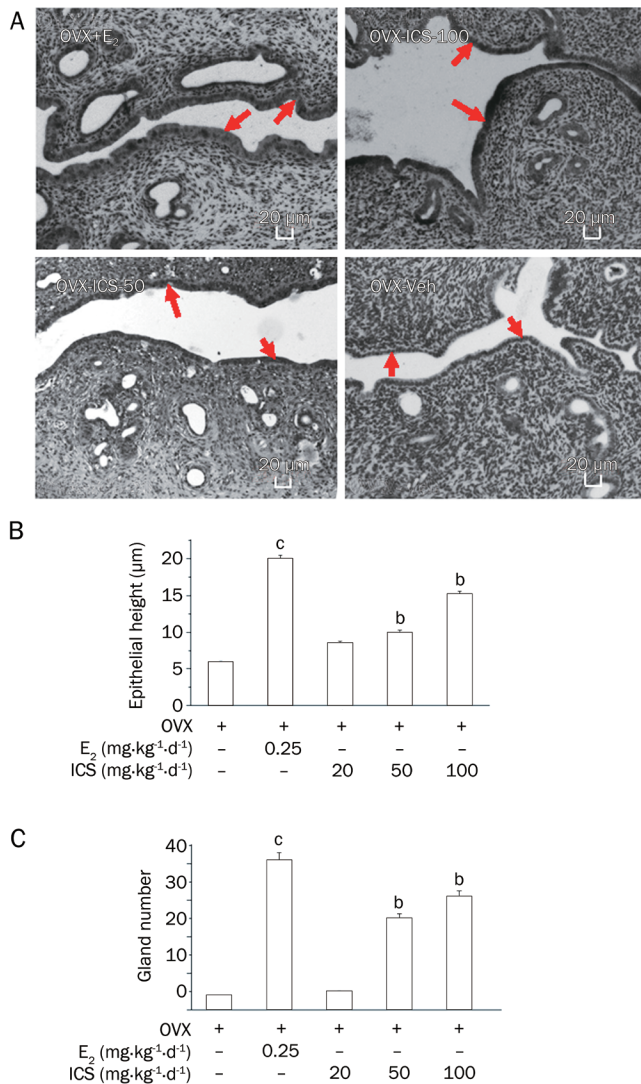 A
OVX+E₂
OVX-ICS-100
20 µm
20 µm
OVX-ICS-50
OVX-Veh
20 µm
20 µm
B
Epithelial height (µm)
20
15
10
5
0
c
b
b
OVX + + + + +
E₂ (mg·kg⁻¹·d⁻¹) – 0.25 – – –
ICS (mg·kg⁻¹·d⁻¹) – – 20 50 100
C
Gland number
40
30
20
10
0
c
b
b
OVX + + + + +
E₂ (mg·kg⁻¹·d⁻¹) – 0.25 – – –
ICS (mg·kg⁻¹·d⁻¹) – – 20 50 100